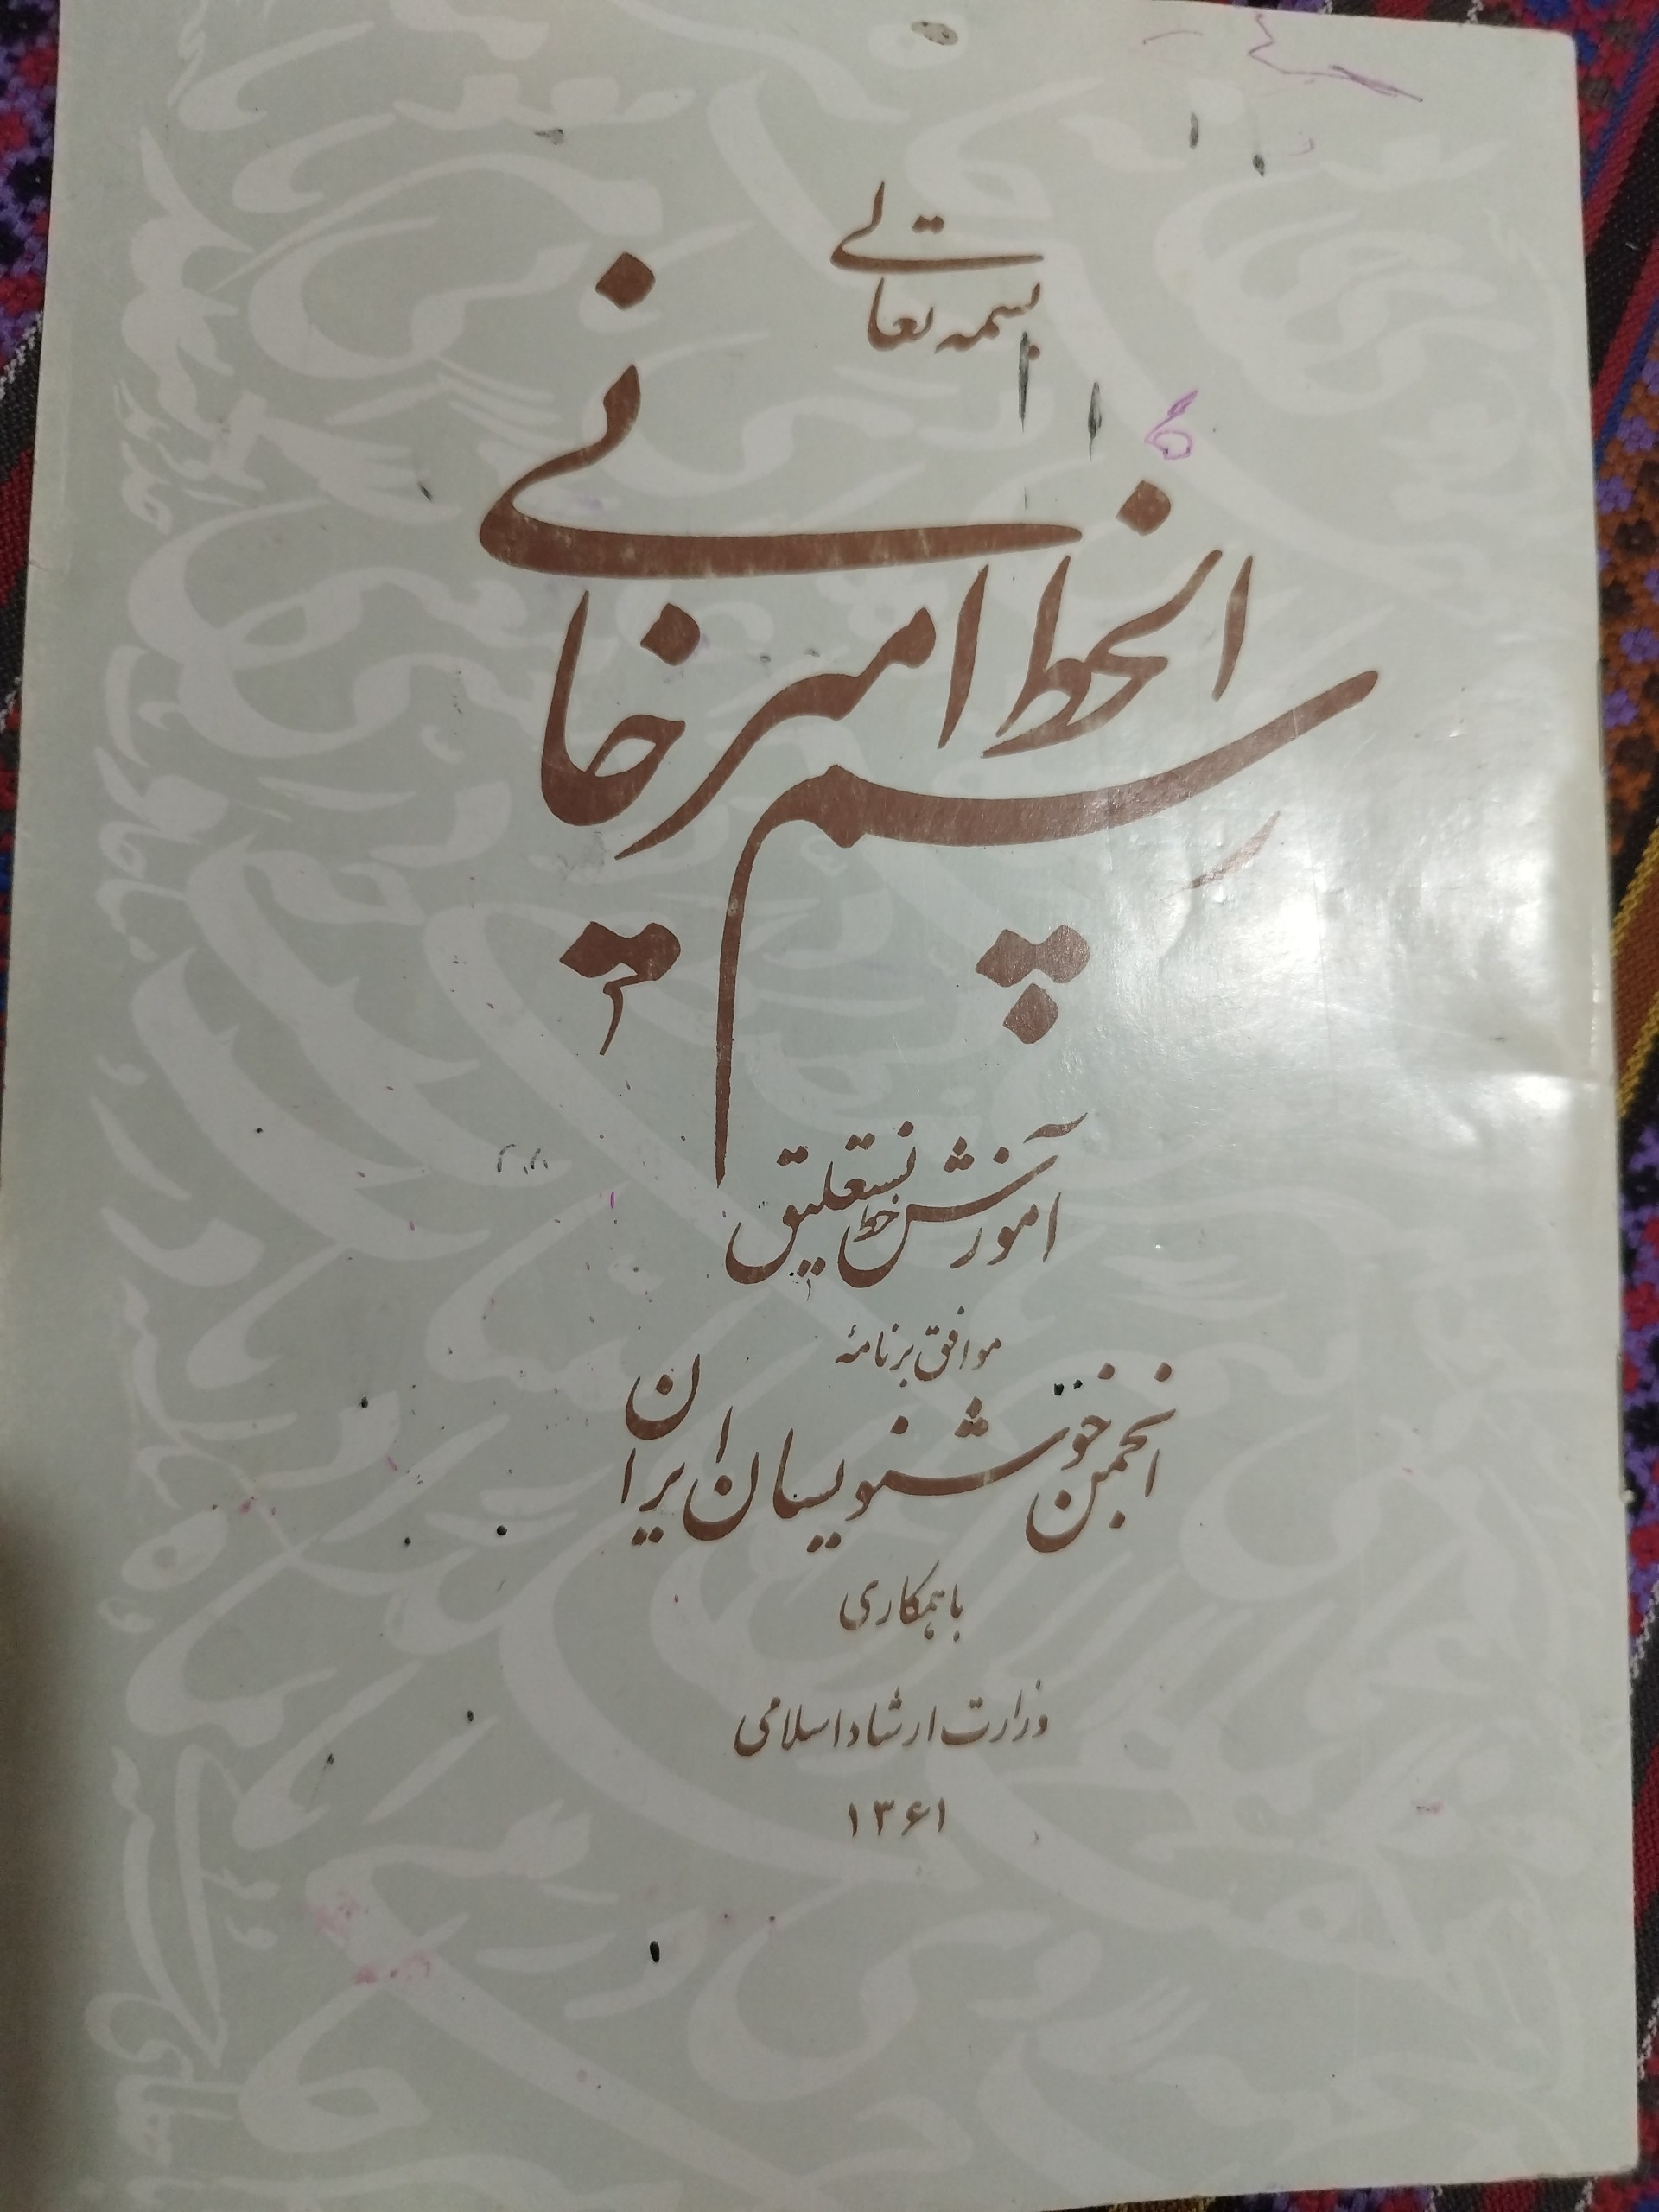 بسمه تعالی
رسم الخط امیرخانی
آموزش خط نستعلیق
موافق برنامهٔ
انجمن خوشنویسان ایران
با همکاری
وزارت ارشاد اسلامی
۱۳۶۱